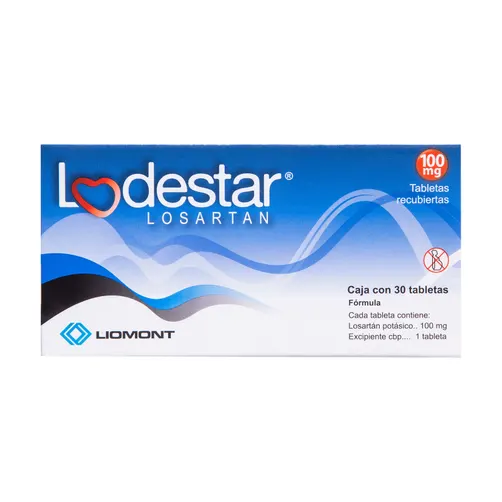 Lodestar®
LOSARTAN
100
mg
Tabletas
recubiertas
Caja con 30 tabletas
Fórmula
Cada tableta contiene:
Losartán potásico.. 100 mg
Excipiente cbp.... 1 tableta
LIOMONT